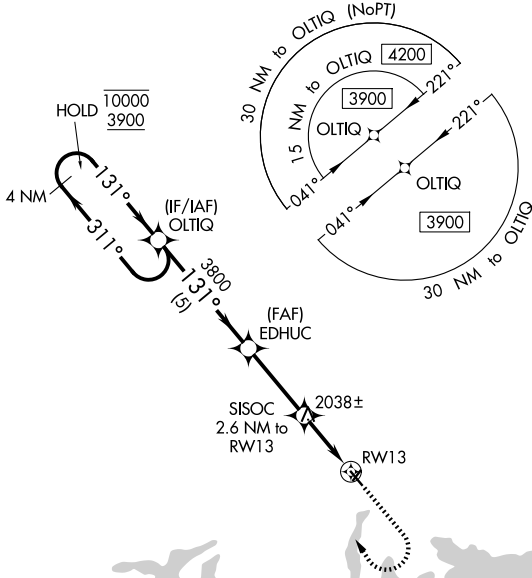 30 NM to OLTIQ (NoPT)
15 NM to OLTIQ
4200
3900
221°
OLTIQ
041°
221°
OLTIQ
041°
3900
30 NM to OLTIQ
HOLD
10000
3900
4 NM
131°
311°
(IF/IAF)
OLTIQ
3800
131°
(5)
(FAF)
EDHUC
SISOC
2.6 NM to
RW13
2038±
RW13